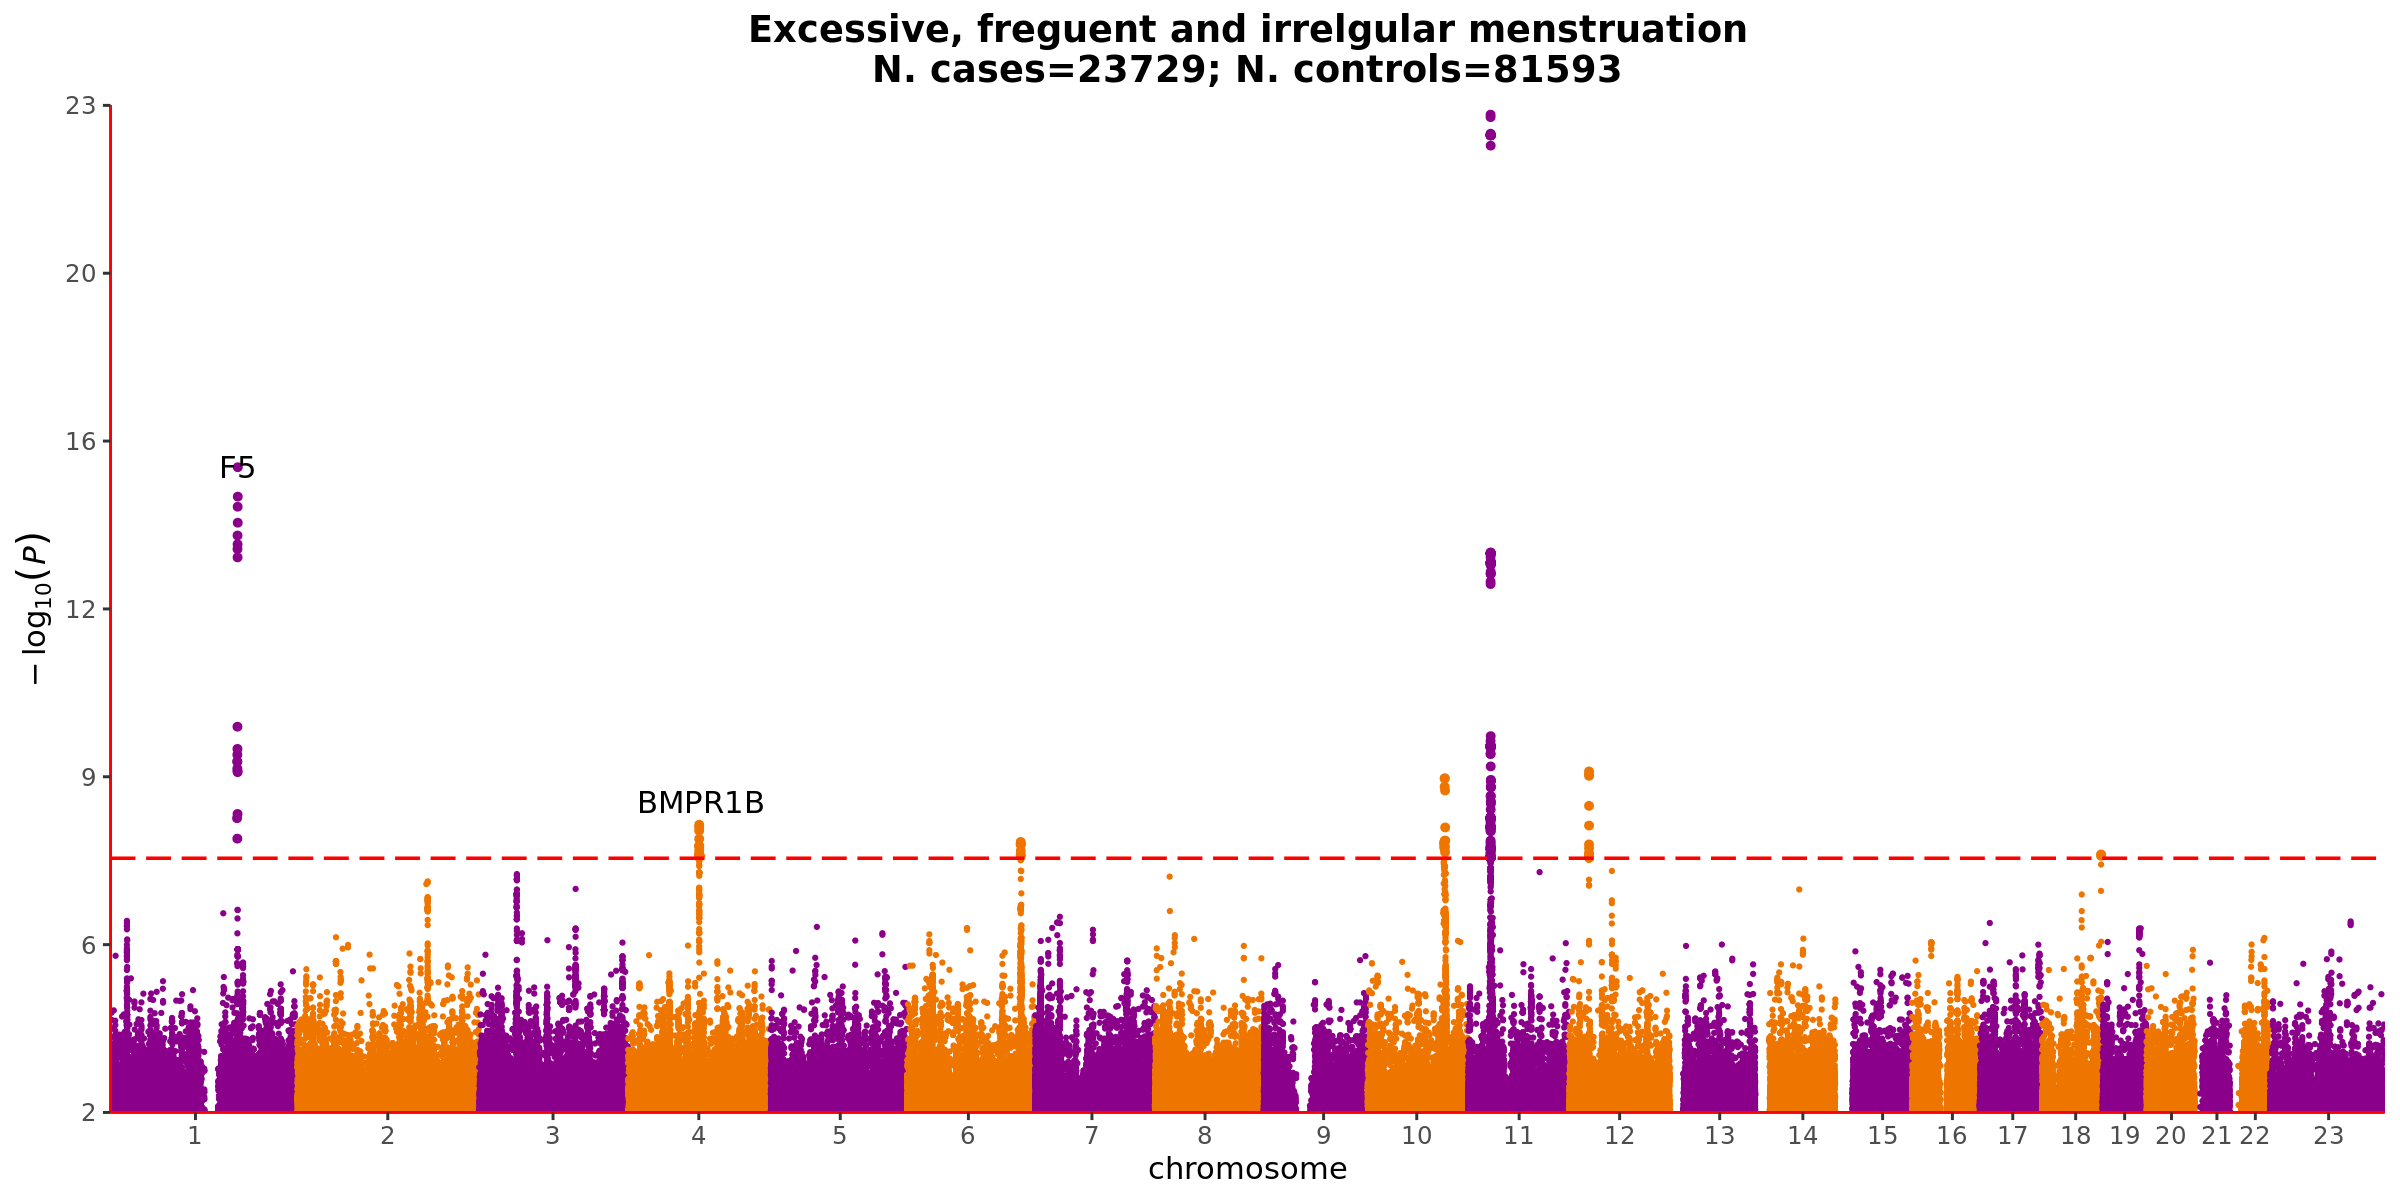 Excessive, freguent and irrelgular menstruation
N. cases=23729; N. controls=81593
23
20
16
12
9
6
2
− log10(P)
F5
BMPR1B
1 2 3 4 5 6 7 8 9 10 11 12 13 14 15 16 17 18 19 20 21 22 23
chromosome